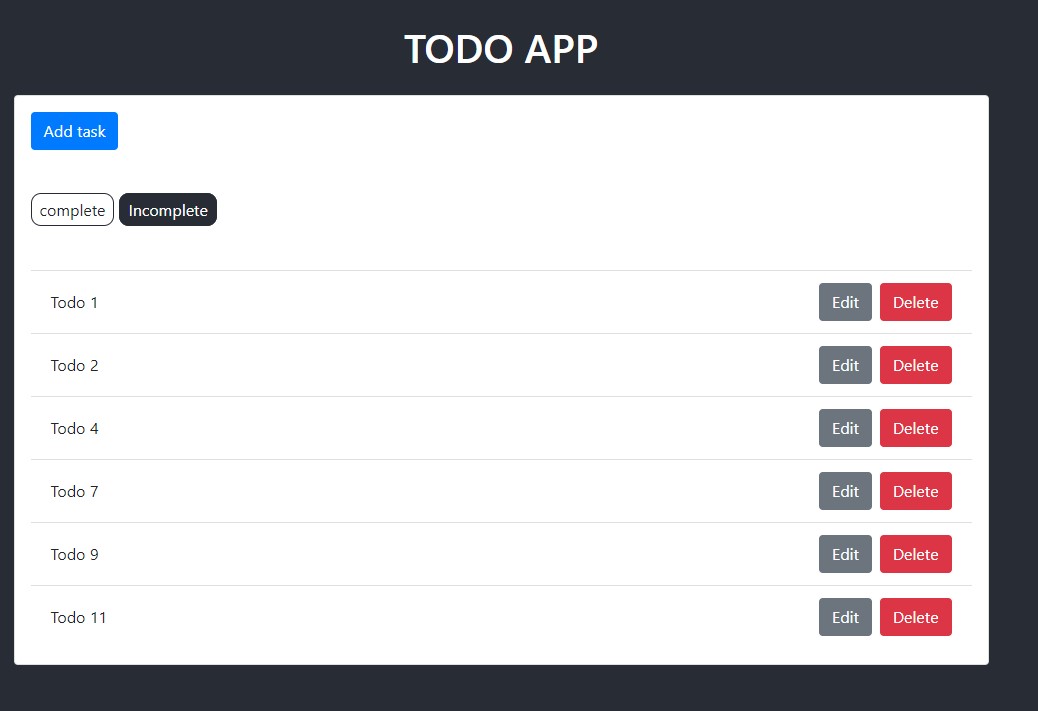 TODO APP
Add task
complete Incomplete
Todo 1 Edit Delete
Todo 2 Edit Delete
Todo 4 Edit Delete
Todo 7 Edit Delete
Todo 9 Edit Delete
Todo 11 Edit Delete